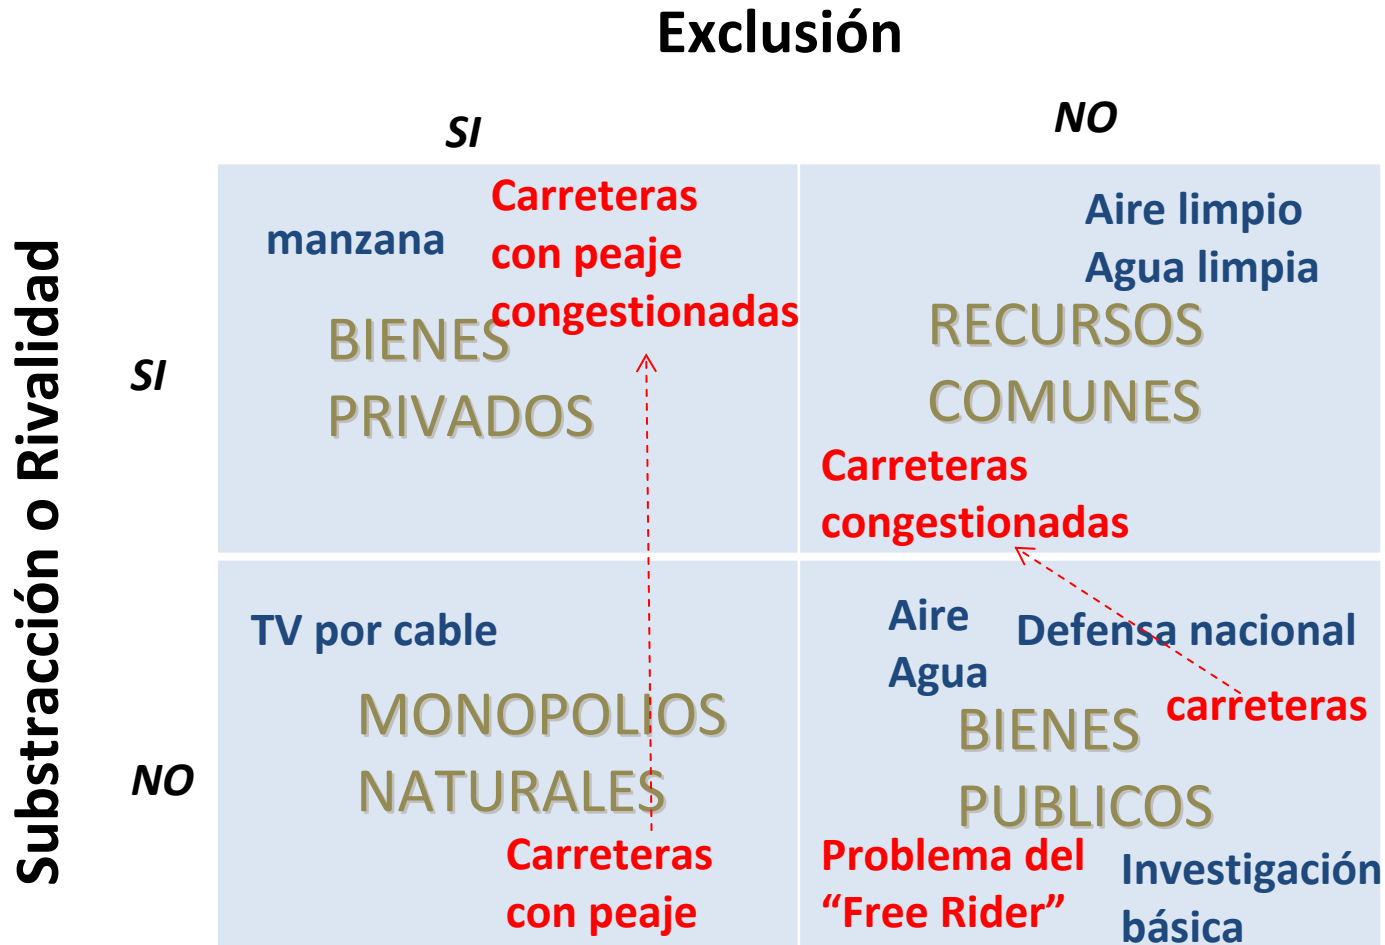 Exclusión
SI
NO
Substracción o Rivalidad
SI
manzana
Carreteras
con peaje
congestionadas
BIENES
PRIVADOS
Aire limpio
Agua limpia
RECURSOS
COMUNES
Carreteras
congestionadas
NO
TV por cable
MONOPOLIOS
NATURALES
Carreteras
con peaje
Aire
Agua
Defensa nacional
carreteras
BIENES
PUBLICOS
Problema del
“Free Rider”
Investigación
básica